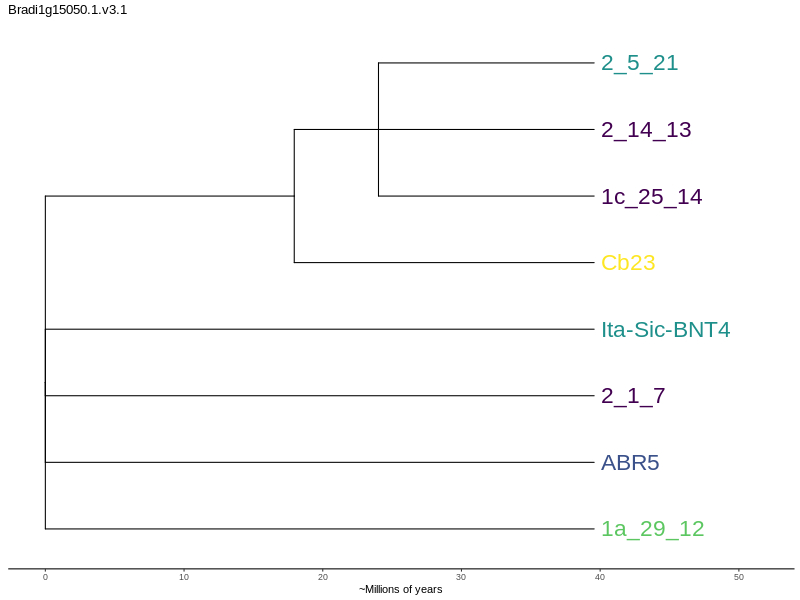 Bradi1g15050.1.v3.1
2_5_21
2_14_13
1c_25_14
Cb23
Ita-Sic-BNT4
2_1_7
ABR5
1a_29_12
0 10 20 30 40 50
~Millions of years